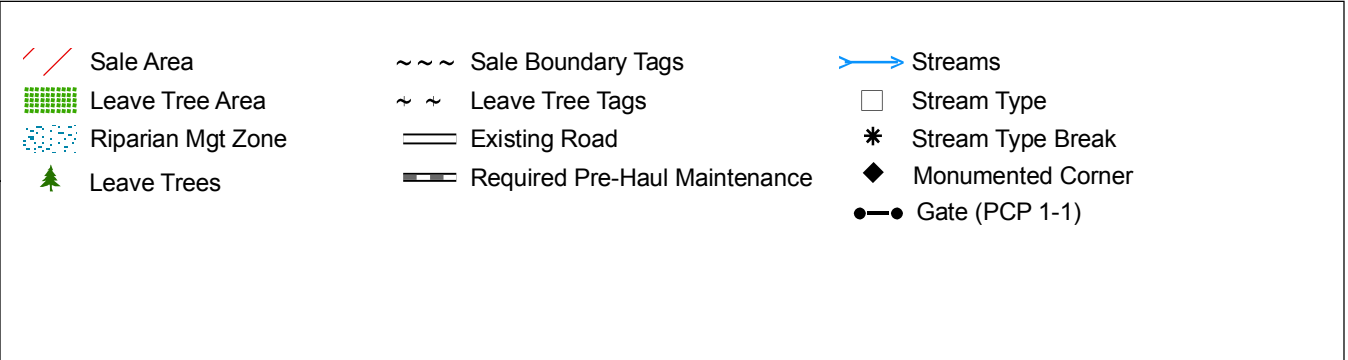 Sale Area
Leave Tree Area
Riparian Mgt Zone
Leave Trees
Sale Boundary Tags
Leave Tree Tags
Existing Road
Required Pre-Haul Maintenance
Streams
Stream Type
Stream Type Break
Monumented Corner
Gate (PCP 1-1)